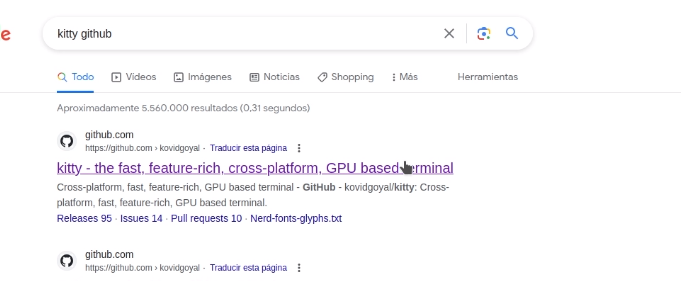 e
kitty github
Todo Vídeos Imágenes Noticias Shopping Más Herramientas
Aproximadamente 5.560.000 resultados (0,31 segundos)
github.com
https://github.com › kovidgoyal · Traducir esta página
kitty - the fast, feature-rich, cross-platform, GPU based terminal
Cross-platform, fast, feature-rich, GPU based terminal - GitHub - kovidgoyal/kitty: Cross-
platform, fast, feature-rich, GPU based terminal.
Releases 95 · Issues 14 · Pull requests 10 · Nerd-fonts-glyphs.txt
github.com
https://github.com › kovidgoyal · Traducir esta página